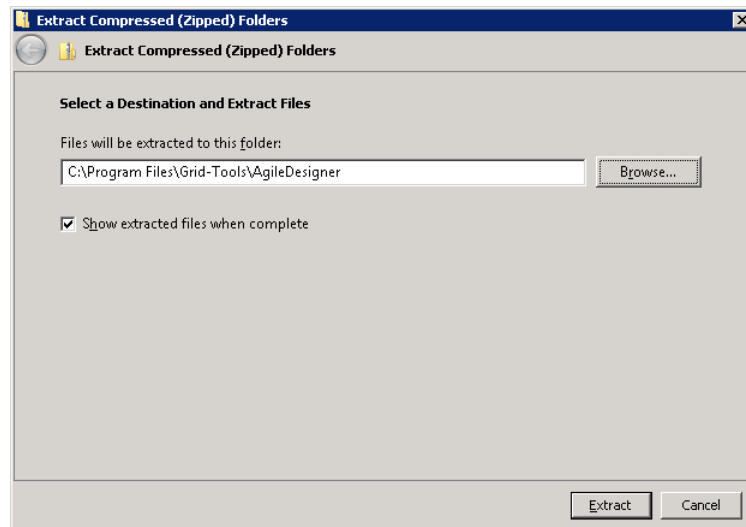 Extract Compressed (Zipped) Folders
Extract Compressed (Zipped) Folders
Select a Destination and Extract Files
Files will be extracted to this folder:
C:\Program Files\Grid-Tools\AgileDesigner
Browse...
Show extracted files when complete
Extract
Cancel